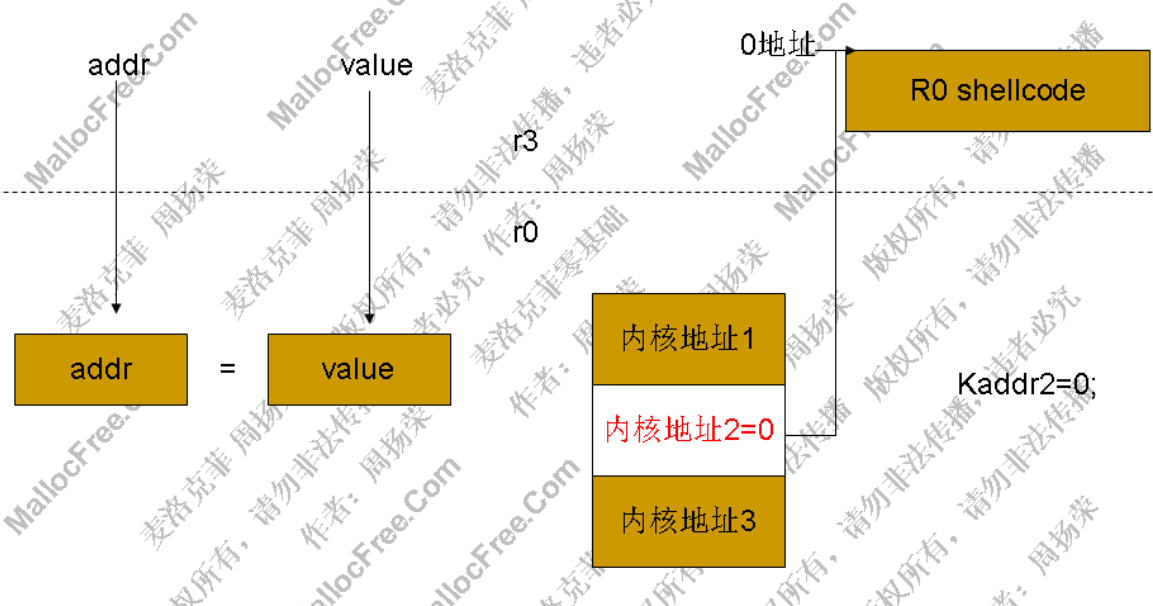 addr
value
0地址
R0 shellcode
r3
r0
addr
=
value
内核地址1
内核地址2=0
内核地址3
Kaddr2=0;
MallocFree.Com
麦洛克菲 周扬荣
麦洛克菲零基础
版权所有，请勿非法传播，违者必究
作者：周扬荣